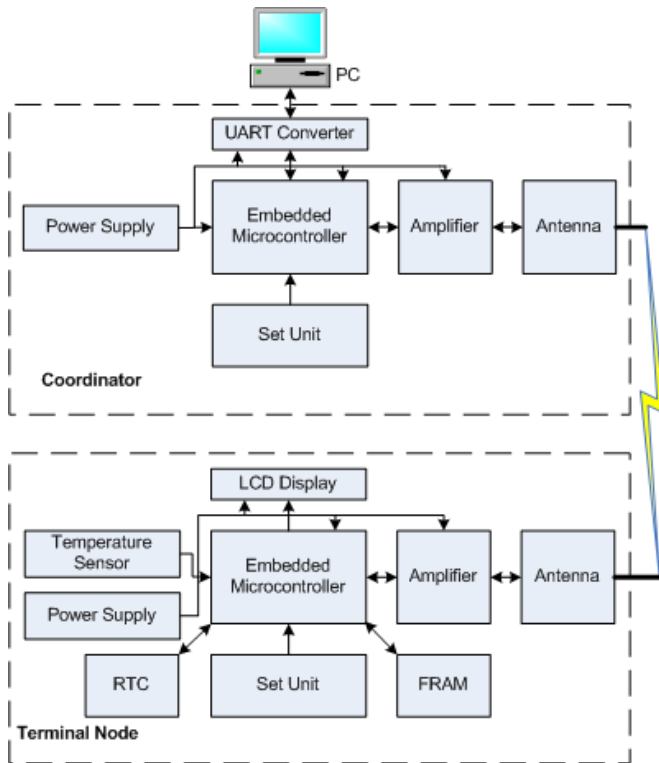 PC
UART Converter
Power Supply
Embedded
Microcontroller
Amplifier
Antenna
Set Unit
Coordinator
LCD Display
Temperature
Sensor
Embedded
Microcontroller
Amplifier
Antenna
Power Supply
RTC
Set Unit
FRAM
Terminal Node